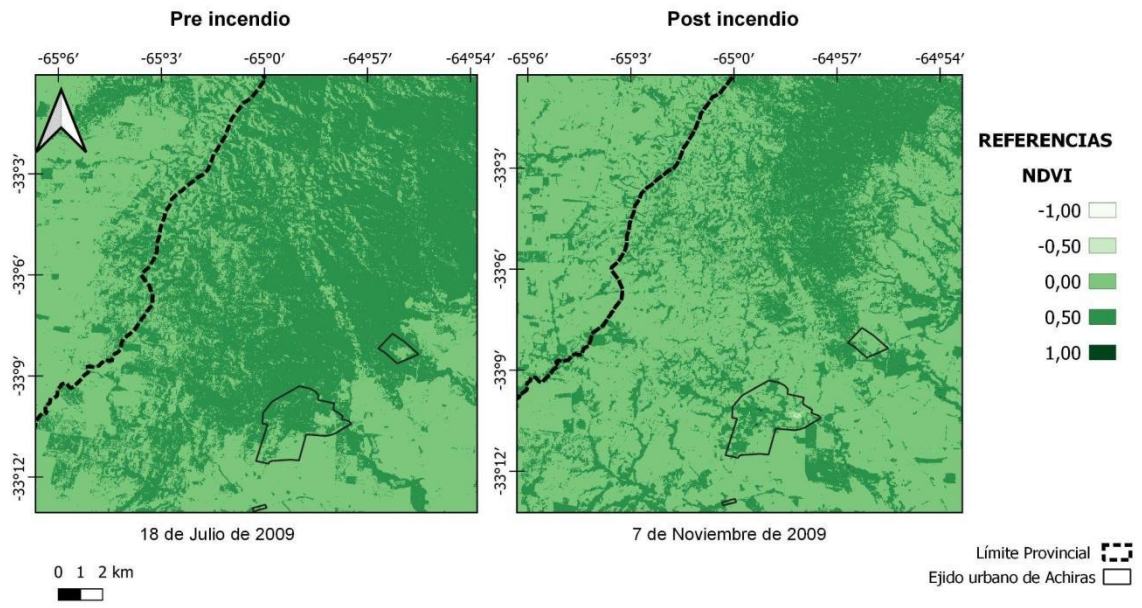 Pre incendio
Post incendio
-65°6′ -65°3′ -65°0′ -64°57′ -64°54′
-65°6′ -65°3′ -65°0′ -64°57′ -64°54′
-33°3′
-33°6′
-33°9′
-33°12′
-33°3′
-33°6′
-33°9′
-33°12′
18 de Julio de 2009
7 de Noviembre de 2009
0 1 2 km
REFERENCIAS
NDVI
-1,00
-0,50
0,00
0,50
1,00
Límite Provincial
Ejido urbano de Achiras